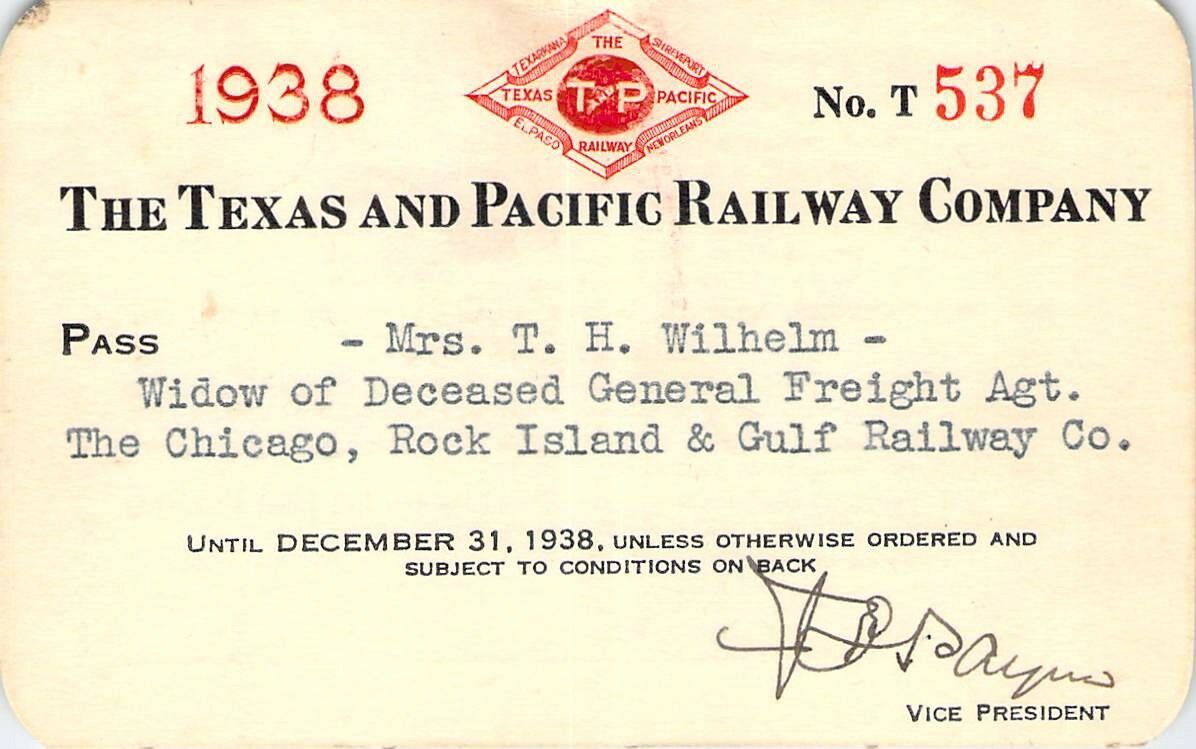 1938
TEXARKANA THE SHREVEPORT
TEXAS T P PACIFIC
EL PASO RAILWAY NEW ORLEANS
No. T 537
THE TEXAS AND PACIFIC RAILWAY COMPANY
PASS - Mrs. T. H. Wilhelm -
Widow of Deceased General Freight Agt.
The Chicago, Rock Island & Gulf Railway Co.
UNTIL DECEMBER 31, 1938, UNLESS OTHERWISE ORDERED AND
SUBJECT TO CONDITIONS ON BACK
VICE PRESIDENT